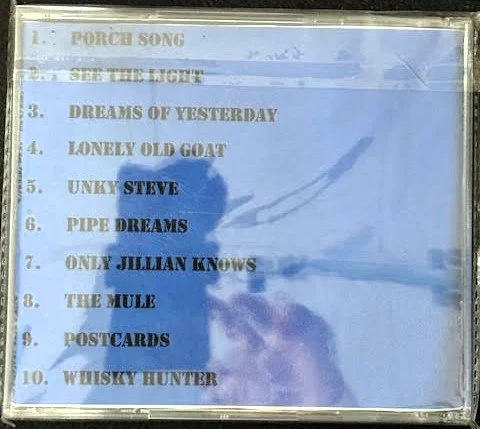 1. PORCH SONG
2. SEE THE LIGHT
3. DREAMS OF YESTERDAY
4. LONELY OLD GOAT
5. UNKY STEVE
6. PIPE DREAMS
7. ONLY JILLIAN KNOWS
8. THE MULE
9. POSTCARDS
10. WHISKY HUNTER